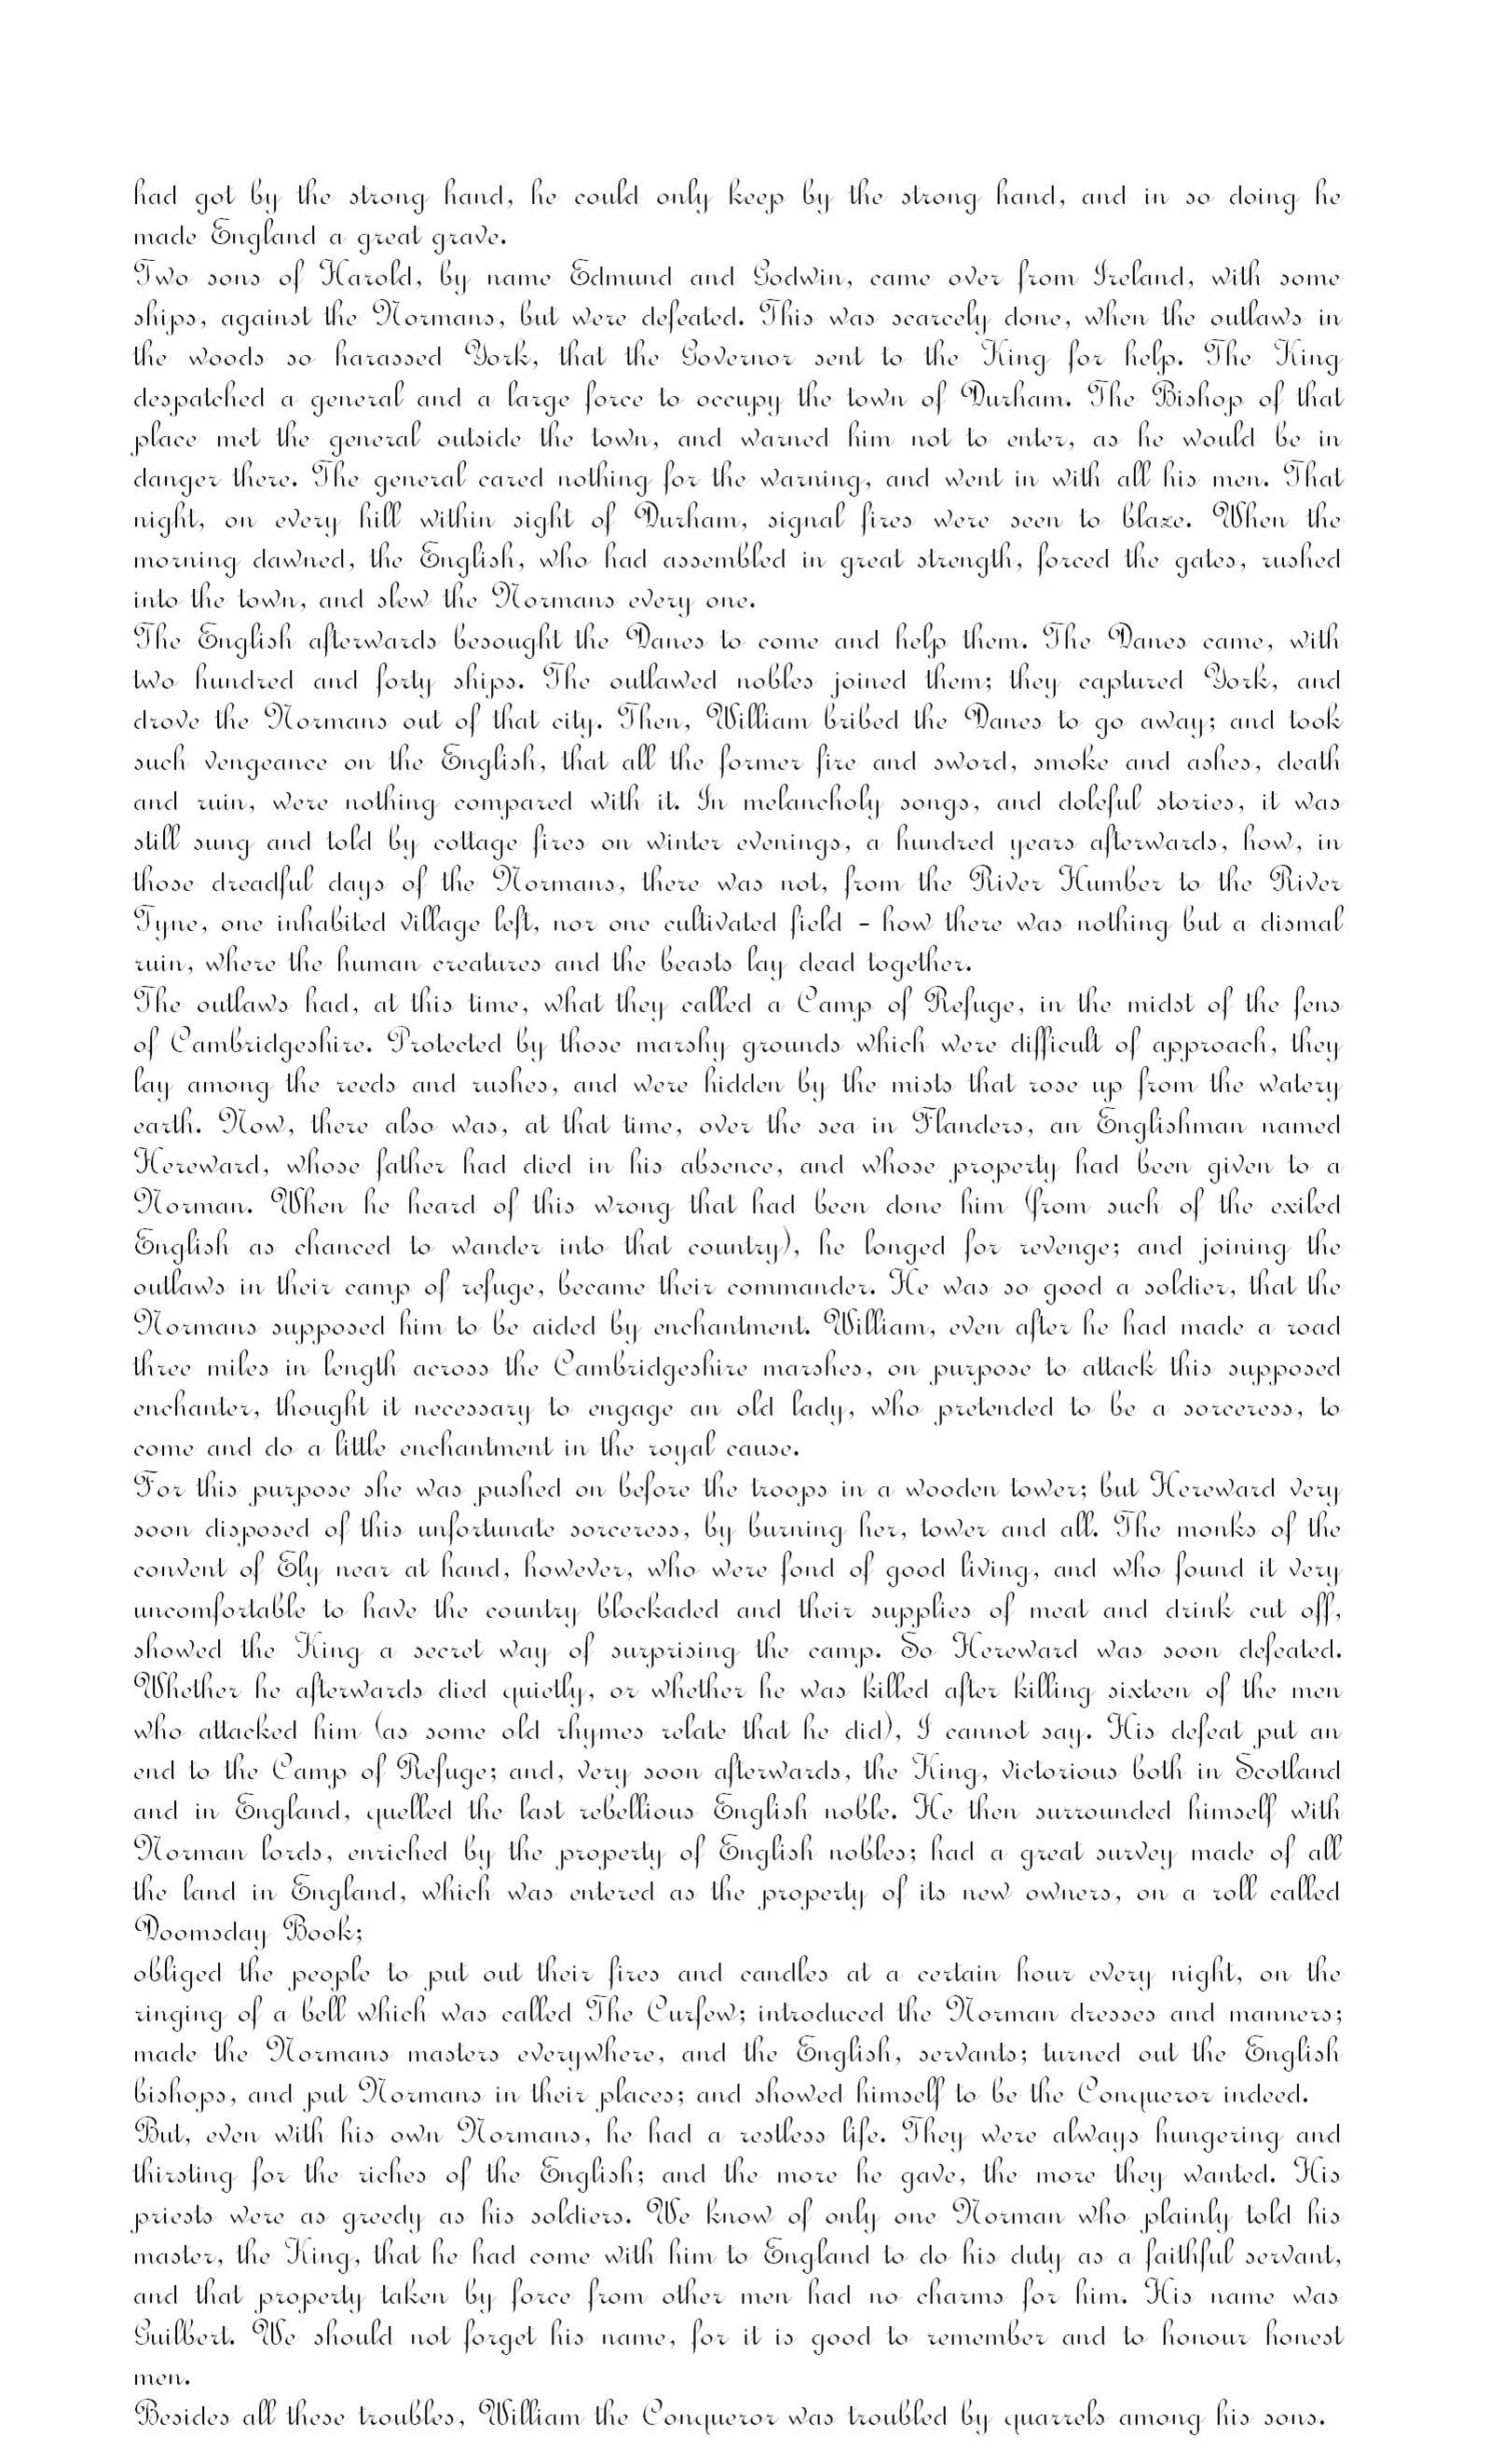 had got by the strong hand, he could only keep by the strong hand, and in so doing he
made England a great grave.
Two sons of Harold, by name Edmund and Godwin, came over from Ireland, with some
ships, against the Normans, but were defeated. This was scarcely done, when the outlaws in
the woods so harassed York, that the Governor sent to the King for help. The King
despatched a general and a large force to occupy the town of Durham. The Bishop of that
place met the general outside the town, and warned him not to enter, as he would be in
danger there. The general cared nothing for the warning, and went in with all his men. That
night, on every hill within sight of Durham, signal fires were seen to blaze. When the
morning dawned, the English, who had assembled in great strength, forced the gates, rushed
into the town, and slew the Normans every one.
The English afterwards besought the Danes to come and help them. The Danes came, with
two hundred and forty ships. The outlawed nobles joined them; they captured York, and
drove the Normans out of that city. Then, William bribed the Danes to go away; and took
such vengeance on the English, that all the former fire and sword, smoke and ashes, death
and ruin, were nothing compared with it. In melancholy songs, and doleful stories, it was
still sung and told by cottage fires on winter evenings, a hundred years afterwards, how, in
those dreadful days of the Normans, there was not, from the River Humber to the River
Tyne, one inhabited village left, nor one cultivated field - how there was nothing but a dismal
ruin, where the human creatures and the beasts lay dead together.
The outlaws had, at this time, what they called a Camp of Refuge, in the midst of the fens
of Cambridgeshire. Protected by those marshy grounds which were difficult of approach, they
lay among the reeds and rushes, and were hidden by the mists that rose up from the watery
earth. Now, there also was, at that time, over the sea in Flanders, an Englishman named
Hereward, whose father had died in his absence, and whose property had been given to a
Norman. When he heard of this wrong that had been done him (from such of the exiled
English as chanced to wander into that country), he longed for revenge; and joining the
outlaws in their camp of refuge, became their commander. He was so good a soldier, that the
Normans supposed him to be aided by enchantment. William, even after he had made a road
three miles in length across the Cambridgeshire marshes, on purpose to attack this supposed
enchanter, thought it necessary to engage an old lady, who pretended to be a sorceress, to
come and do a little enchantment in the royal cause.
For this purpose she was pushed on before the troops in a wooden tower; but Hereward very
soon disposed of this unfortunate sorceress, by burning her, tower and all. The monks of the
convent of Ely near at hand, however, who were fond of good living, and who found it very
uncomfortable to have the country blockaded and their supplies of meat and drink cut off,
showed the King a secret way of surprising the camp. So Hereward was soon defeated.
Whether he afterwards died quietly, or whether he was killed after killing sixteen of the men
who attacked him (as some old rhymes relate that he did), I cannot say. His defeat put an
end to the Camp of Refuge; and, very soon afterwards, the King, victorious both in Scotland
and in England, quelled the last rebellious English noble. He then surrounded himself with
Norman lords, enriched by the property of English nobles; had a great survey made of all
the land in England, which was entered as the property of its new owners, on a roll called
Doomsday Book;
obliged the people to put out their fires and candles at a certain hour every night, on the
ringing of a bell which was called The Curfew; introduced the Norman dresses and manners;
made the Normans masters everywhere, and the English, servants; turned out the English
bishops, and put Normans in their places; and showed himself to be the Conqueror indeed.
But, even with his own Normans, he had a restless life. They were always hungering and
thirsting for the riches of the English; and the more he gave, the more they wanted. His
priests were as greedy as his soldiers. We know of only one Norman who plainly told his
master, the King, that he had come with him to England to do his duty as a faithful servant,
and that property taken by force from other men had no charms for him. His name was
Guilbert. We should not forget his name, for it is good to remember and to honour honest
men.
Besides all these troubles, William the Conqueror was troubled by quarrels among his sons.